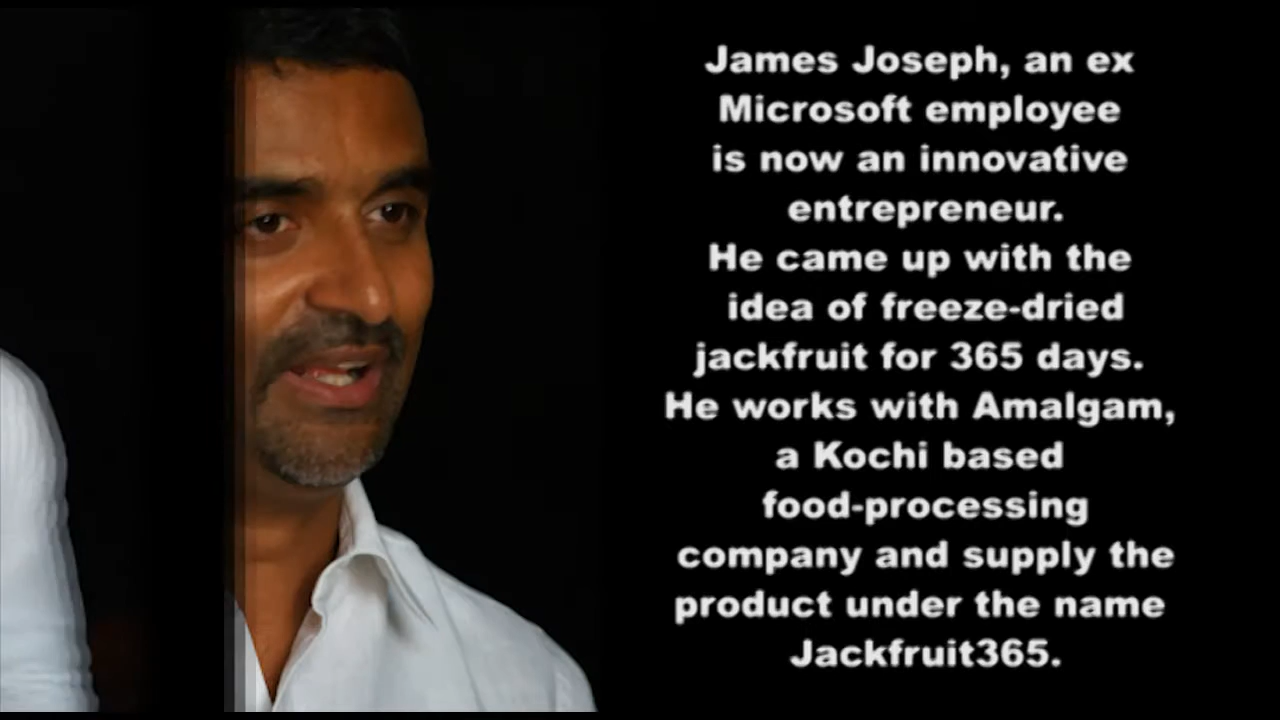 James Joseph, an ex
Microsoft employee
is now an innovative
entrepreneur.
He came up with the
idea of freeze-dried
jackfruit for 365 days.
He works with Amalgam,
a Kochi based
food-processing
company and supply the
product under the name
Jackfruit365.